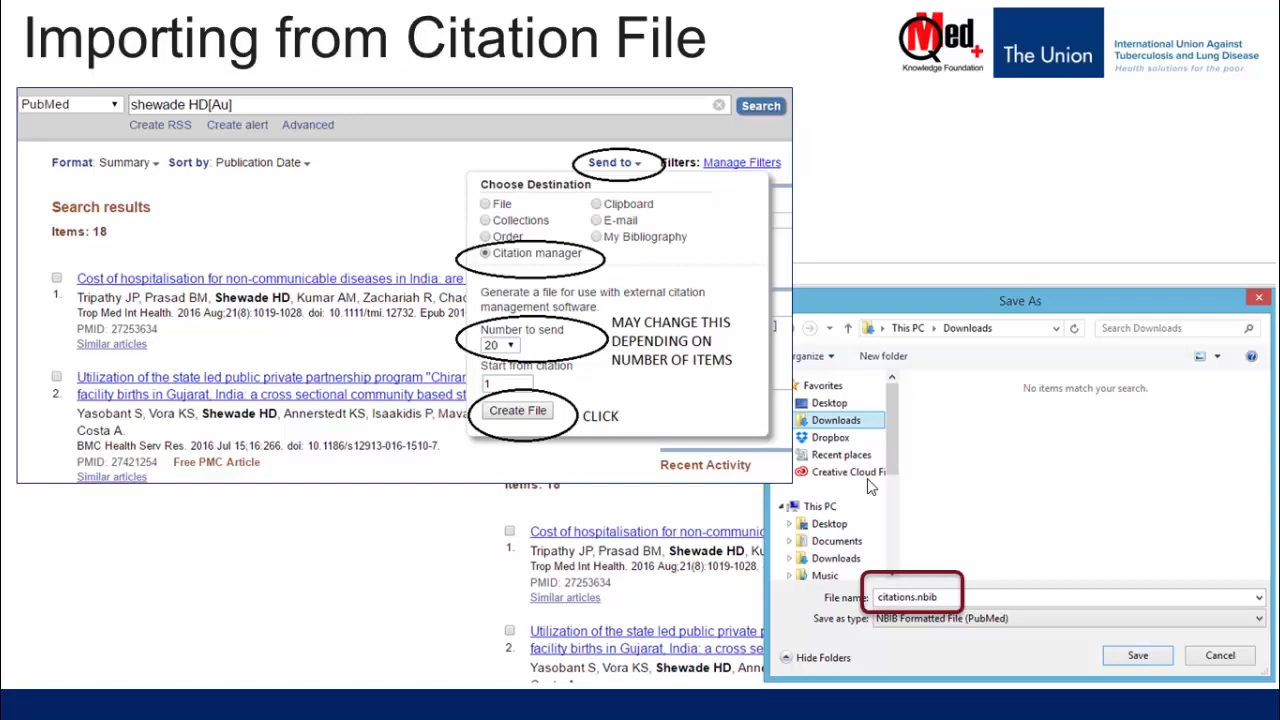 Importing from Citation File
Med+
Knowledge Foundation
The Union
International Union Against
Tuberculosis and Lung Disease
Health solutions for the poor
PubMed
shewade HD[Au]
Search
Create RSS Create alert Advanced
Format: Summary Sort by: Publication Date
Send to
Filters: Manage Filters
Choose Destination
File
Clipboard
Collections
E-mail
Order
My Bibliography
Citation manager
Generate a file for use with external citation
management software.
Number to send
20
MAY CHANGE THIS
DEPENDING ON
NUMBER OF ITEMS
Start from citation
1
Create File
CLICK
Search results
Items: 18
Cost of hospitalisation for non-communicable diseases in India: are
1.
Tripathy JP, Prasad BM, Shewade HD, Kumar AM, Zachariah R, Chad
Trop Med Int Health. 2016 Aug;21(8):1019-1028. doi: 10.1111/tmi.12732. Epub 201
PMID: 27253634
Similar articles
Utilization of the state led public private partnership program "Chiran
2.
facility births in Gujarat, India: a cross sectional community based st
Yasobant S, Vora KS, Shewade HD, Annerstedt KS, Isaakidis P, Mava
Costa A.
BMC Health Serv Res. 2016 Jul 15;16:266. doi: 10.1186/s12913-016-1510-7.
PMID: 27421254 Free PMC Article
Similar articles
Recent Activity
Items: 18
Cost of hospitalisation for non-communic
1.
Tripathy JP, Prasad BM, Shewade HD, Ku
Trop Med Int Health. 2016 Aug;21(8):1019-1028.
PMID: 27253634
Similar articles
Utilization of the state led public private p
2.
facility births in Gujarat, India: a cross se
Yasobant S, Vora KS, Shewade HD, Anne
Save As
This PC Downloads
Search Downloads
rganize
New folder
Favorites
Desktop
Downloads
Dropbox
Recent places
Creative Cloud Fi
No items match your search.
This PC
Desktop
Documents
Downloads
Music
File name: citations.nbib
Save as type: NBIB Formatted File (PubMed)
Hide Folders
Save
Cancel